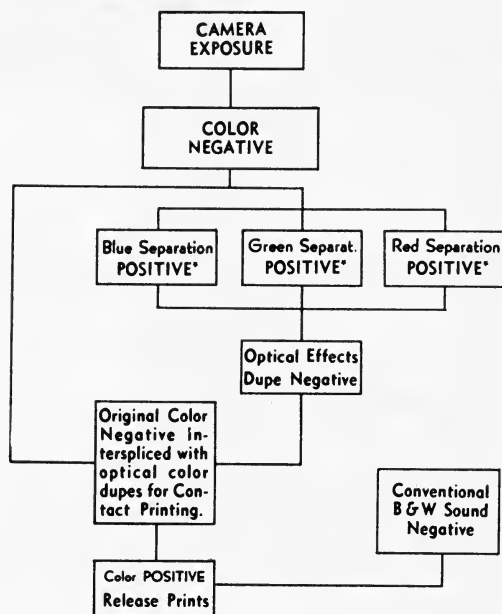 CAMERA
EXPOSURE
COLOR
NEGATIVE
Blue Separation
POSITIVE*
Green Separat.
POSITIVE*
Red Separation
POSITIVE*
Optical Effects
Dupe Negative
Original Color
Negative In-
terspliced with
optical color
dupes for Con-
tact Printing.
Conventional
B&W Sound
Negative
Color POSITIVE
Release Prints